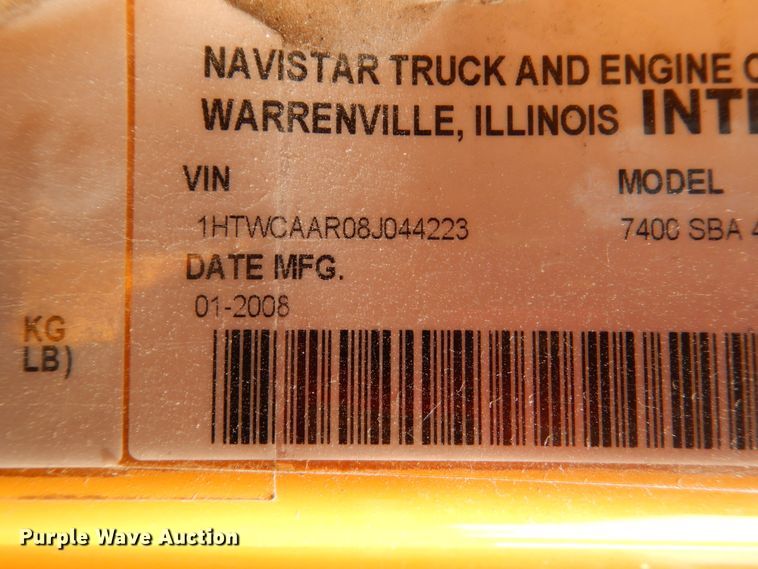 NAVISTAR TRUCK AND ENGINE
WARRENVILLE, ILLINOIS
VIN MODEL
1HTWCAAR08J044223 7400 SBA
DATE MFG.
01-2008
KG
LB)
Purple Wave Auction